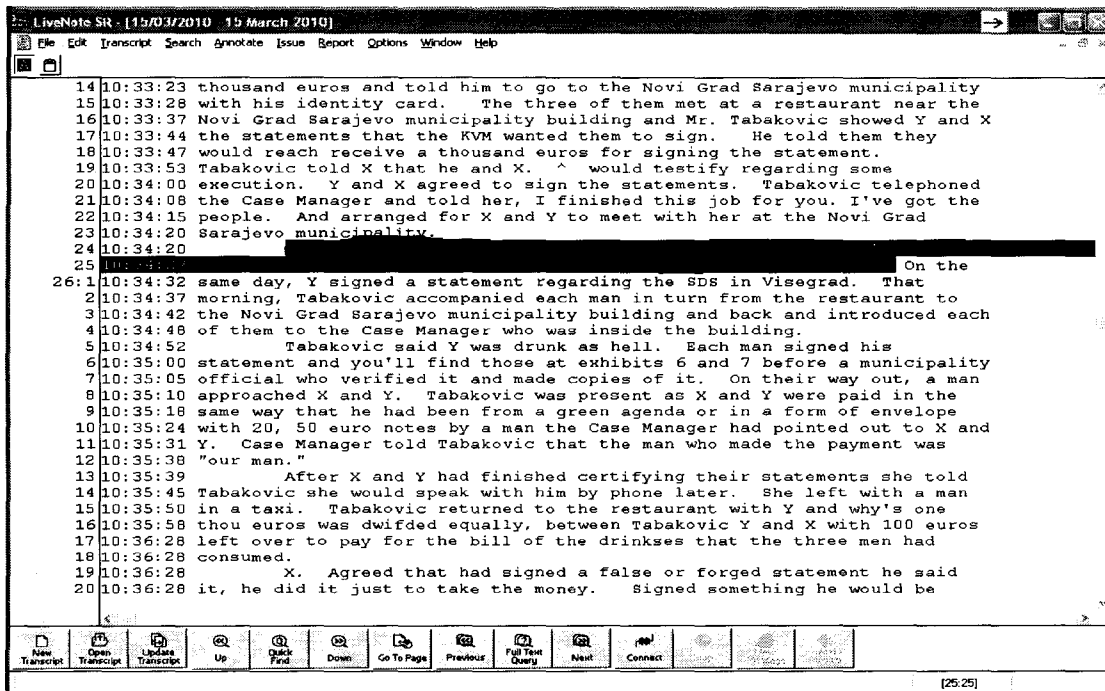 LiveNote SR - [15/03/2010 15 March 2010]
File Edit Transcript Search Annotate Issue Report Options Window Help
14 10:33:23 thousand euros and told him to go to the Novi Grad Sarajevo municipality
15 10:33:28 with his identity card. The three of them met at a restaurant near the
16 10:33:37 Novi Grad Sarajevo municipality building and Mr. Tabakovic showed Y and X
17 10:33:44 the statements that the KVM wanted them to sign. He told them they
18 10:33:47 would reach receive a thousand euros for signing the statement.
19 10:33:53 Tabakovic told X that he and X. ^ would testify regarding some
20 10:34:00 execution. Y and X agreed to sign the statements. Tabakovic telephoned
21 10:34:08 the Case Manager and told her, I finished this job for you. I've got the
22 10:34:15 people. And arranged for X and Y to meet with her at the Novi Grad
23 10:34:20 Sarajevo municipality.
24 10:34:20
25 On the
26:1 10:34:32 same day, Y signed a statement regarding the SDS in Visegrad. That
2 10:34:37 morning, Tabakovic accompanied each man in turn from the restaurant to
3 10:34:42 the Novi Grad Sarajevo municipality building and back and introduced each
4 10:34:48 of them to the Case Manager who was inside the building.
5 10:34:52 Tabakovic said Y was drunk as hell. Each man signed his
6 10:35:00 statement and you'll find those at exhibits 6 and 7 before a municipality
7 10:35:05 official who verified it and made copies of it. On their way out, a man
8 10:35:10 approached X and Y. Tabakovic was present as X and Y were paid in the
9 10:35:18 same way that he had been from a green agenda or in a form of envelope
10 10:35:24 with 20, 50 euro notes by a man the Case Manager had pointed out to X and
11 10:35:31 Y. Case Manager told Tabakovic that the man who made the payment was
12 10:35:38 "our man."
13 10:35:39 After X and Y had finished certifying their statements she told
14 10:35:45 Tabakovic she would speak with him by phone later. She left with a man
15 10:35:50 in a taxi. Tabakovic returned to the restaurant with Y and why's one
16 10:35:58 thou euros was dwifded equally, between Tabakovic Y and X with 100 euros
17 10:36:28 left over to pay for the bill of the drinkses that the three men had
18 10:36:28 consumed.
19 10:36:28 X. Agreed that had signed a false or forged statement he said
20 10:36:28 it, he did it just to take the money. Signed something he would be
New Transcript Open Transcript Update Transcript Up Quick Find Down Go To Page Previous Full Text Query Next Connect
[25:25]